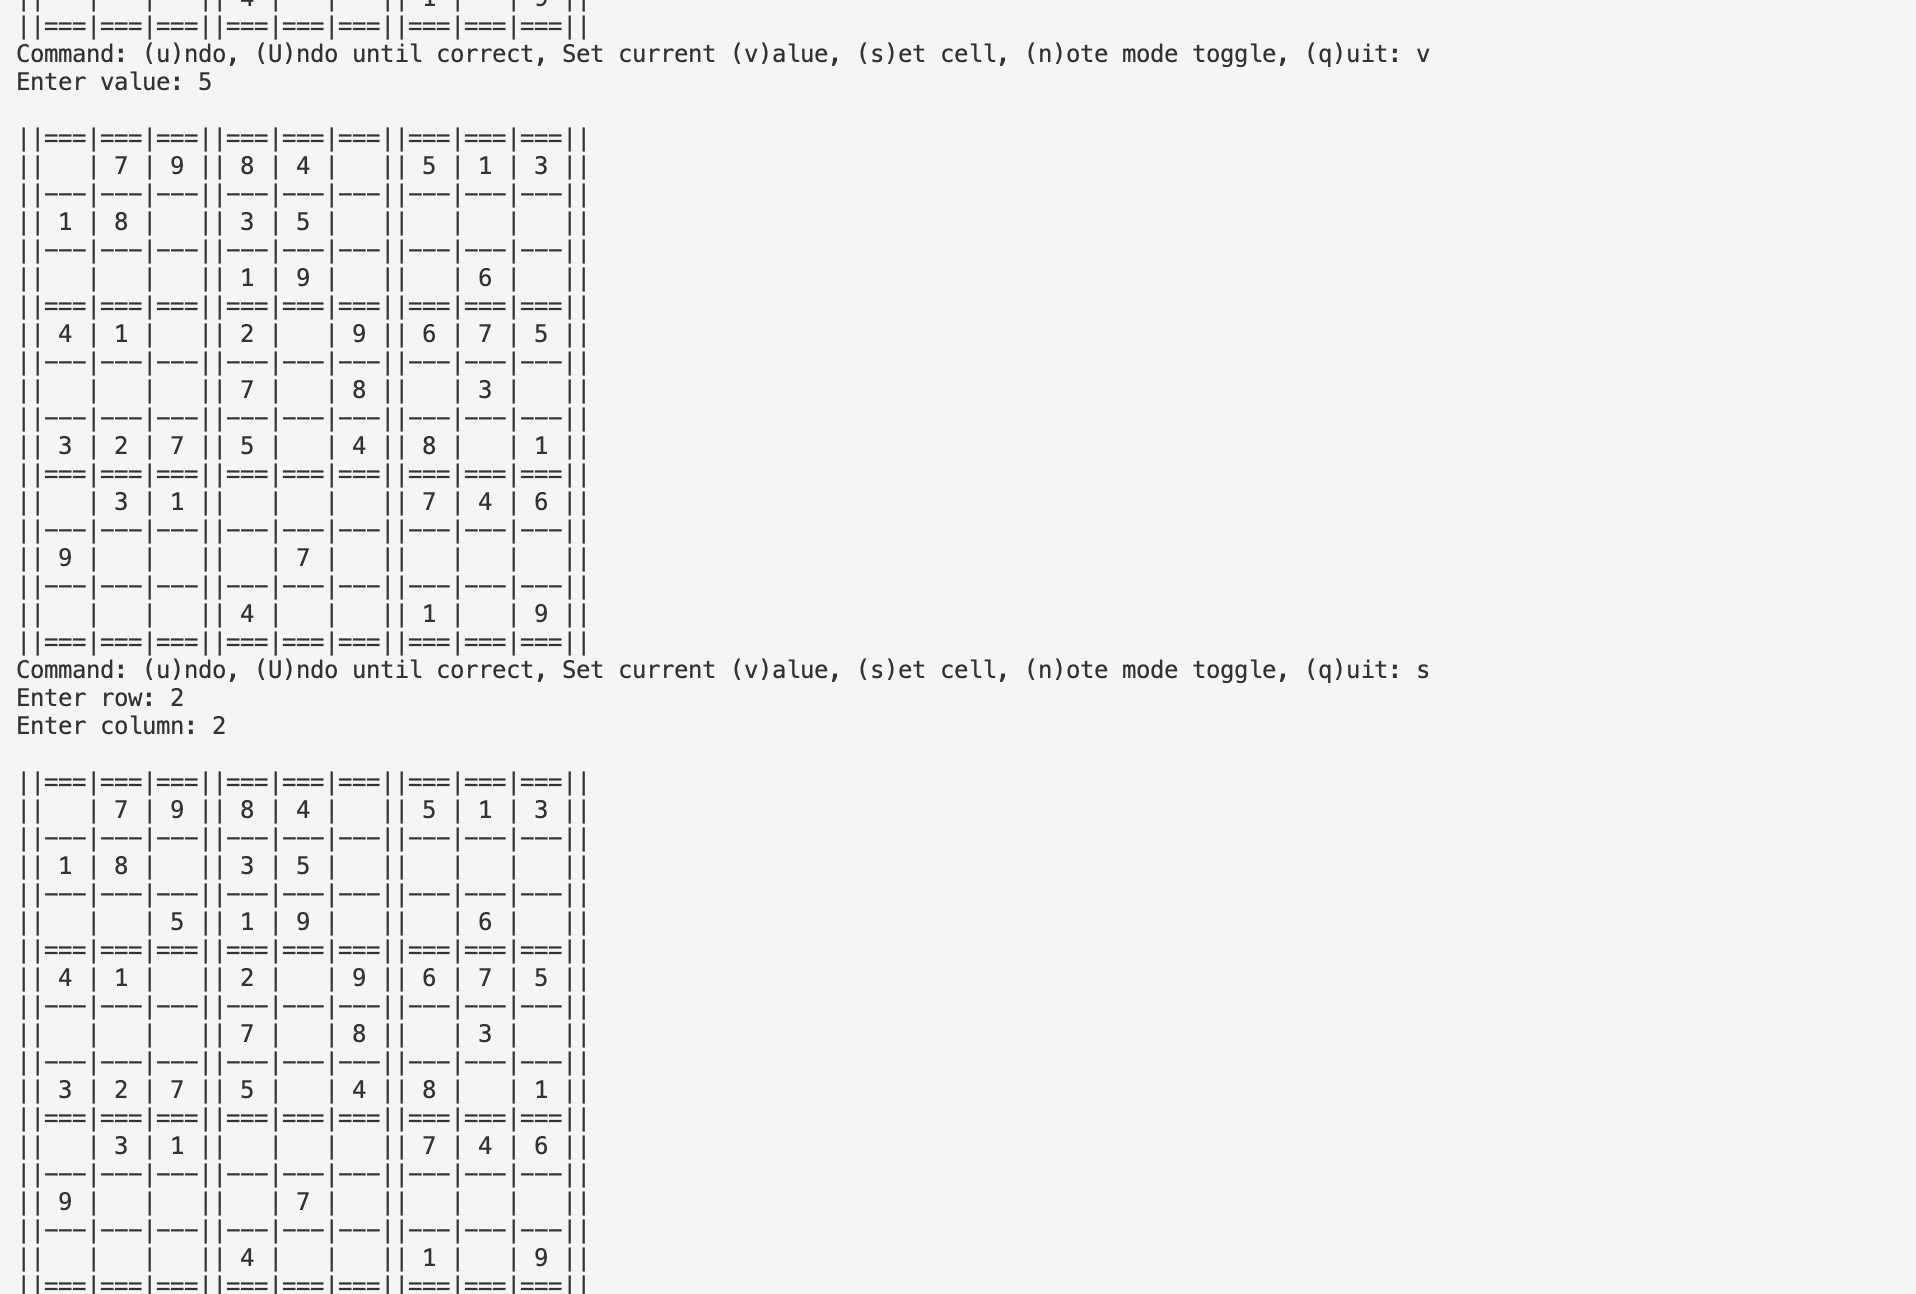 ||   |   |   || 4 |   |   || 1 |   | 9 ||
||===|===|===||===|===|===||===|===|===||
Command: (u)ndo, (U)ndo until correct, Set current (v)alue, (s)et cell, (n)ote mode toggle, (q)uit: v
Enter value: 5

||===|===|===||===|===|===||===|===|===||
||   | 7 | 9 || 8 | 4 |   || 5 | 1 | 3 ||
||---|---|---||---|---|---||---|---|---||
|| 1 | 8 |   || 3 | 5 |   ||   |   |   ||
||---|---|---||---|---|---||---|---|---||
||   |   |   || 1 | 9 |   ||   | 6 |   ||
||===|===|===||===|===|===||===|===|===||
|| 4 | 1 |   || 2 |   | 9 || 6 | 7 | 5 ||
||---|---|---||---|---|---||---|---|---||
||   |   |   || 7 |   | 8 ||   | 3 |   ||
||---|---|---||---|---|---||---|---|---||
|| 3 | 2 | 7 || 5 |   | 4 || 8 |   | 1 ||
||===|===|===||===|===|===||===|===|===||
||   | 3 | 1 ||   |   |   || 7 | 4 | 6 ||
||---|---|---||---|---|---||---|---|---||
|| 9 |   |   ||   | 7 |   ||   |   |   ||
||---|---|---||---|---|---||---|---|---||
||   |   |   || 4 |   |   || 1 |   | 9 ||
||===|===|===||===|===|===||===|===|===||
Command: (u)ndo, (U)ndo until correct, Set current (v)alue, (s)et cell, (n)ote mode toggle, (q)uit: s
Enter row: 2
Enter column: 2

||===|===|===||===|===|===||===|===|===||
||   | 7 | 9 || 8 | 4 |   || 5 | 1 | 3 ||
||---|---|---||---|---|---||---|---|---||
|| 1 | 8 |   || 3 | 5 |   ||   |   |   ||
||---|---|---||---|---|---||---|---|---||
||   |   | 5 || 1 | 9 |   ||   | 6 |   ||
||===|===|===||===|===|===||===|===|===||
|| 4 | 1 |   || 2 |   | 9 || 6 | 7 | 5 ||
||---|---|---||---|---|---||---|---|---||
||   |   |   || 7 |   | 8 ||   | 3 |   ||
||---|---|---||---|---|---||---|---|---||
|| 3 | 2 | 7 || 5 |   | 4 || 8 |   | 1 ||
||===|===|===||===|===|===||===|===|===||
||   | 3 | 1 ||   |   |   || 7 | 4 | 6 ||
||---|---|---||---|---|---||---|---|---||
|| 9 |   |   ||   | 7 |   ||   |   |   ||
||---|---|---||---|---|---||---|---|---||
||   |   |   || 4 |   |   || 1 |   | 9 ||
||===|===|===||===|===|===||===|===|===||